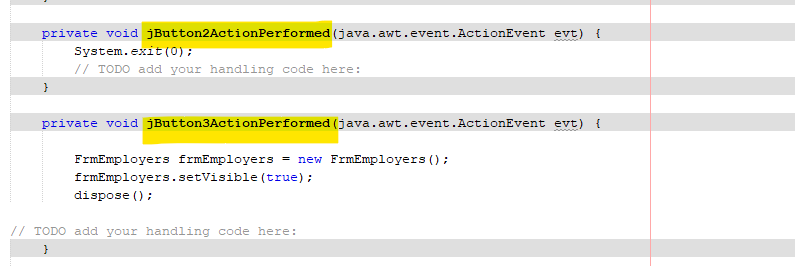 private void jButton2ActionPerformed(java.awt.event.ActionEvent evt) {
System.exit(0);
// TODO add your handling code here:
}
private void jButton3ActionPerformed(java.awt.event.ActionEvent evt) {
FrmEmployers frmEmployers = new FrmEmployers();
frmEmployers.setVisible(true);
dispose();
// TODO add your handling code here:
}